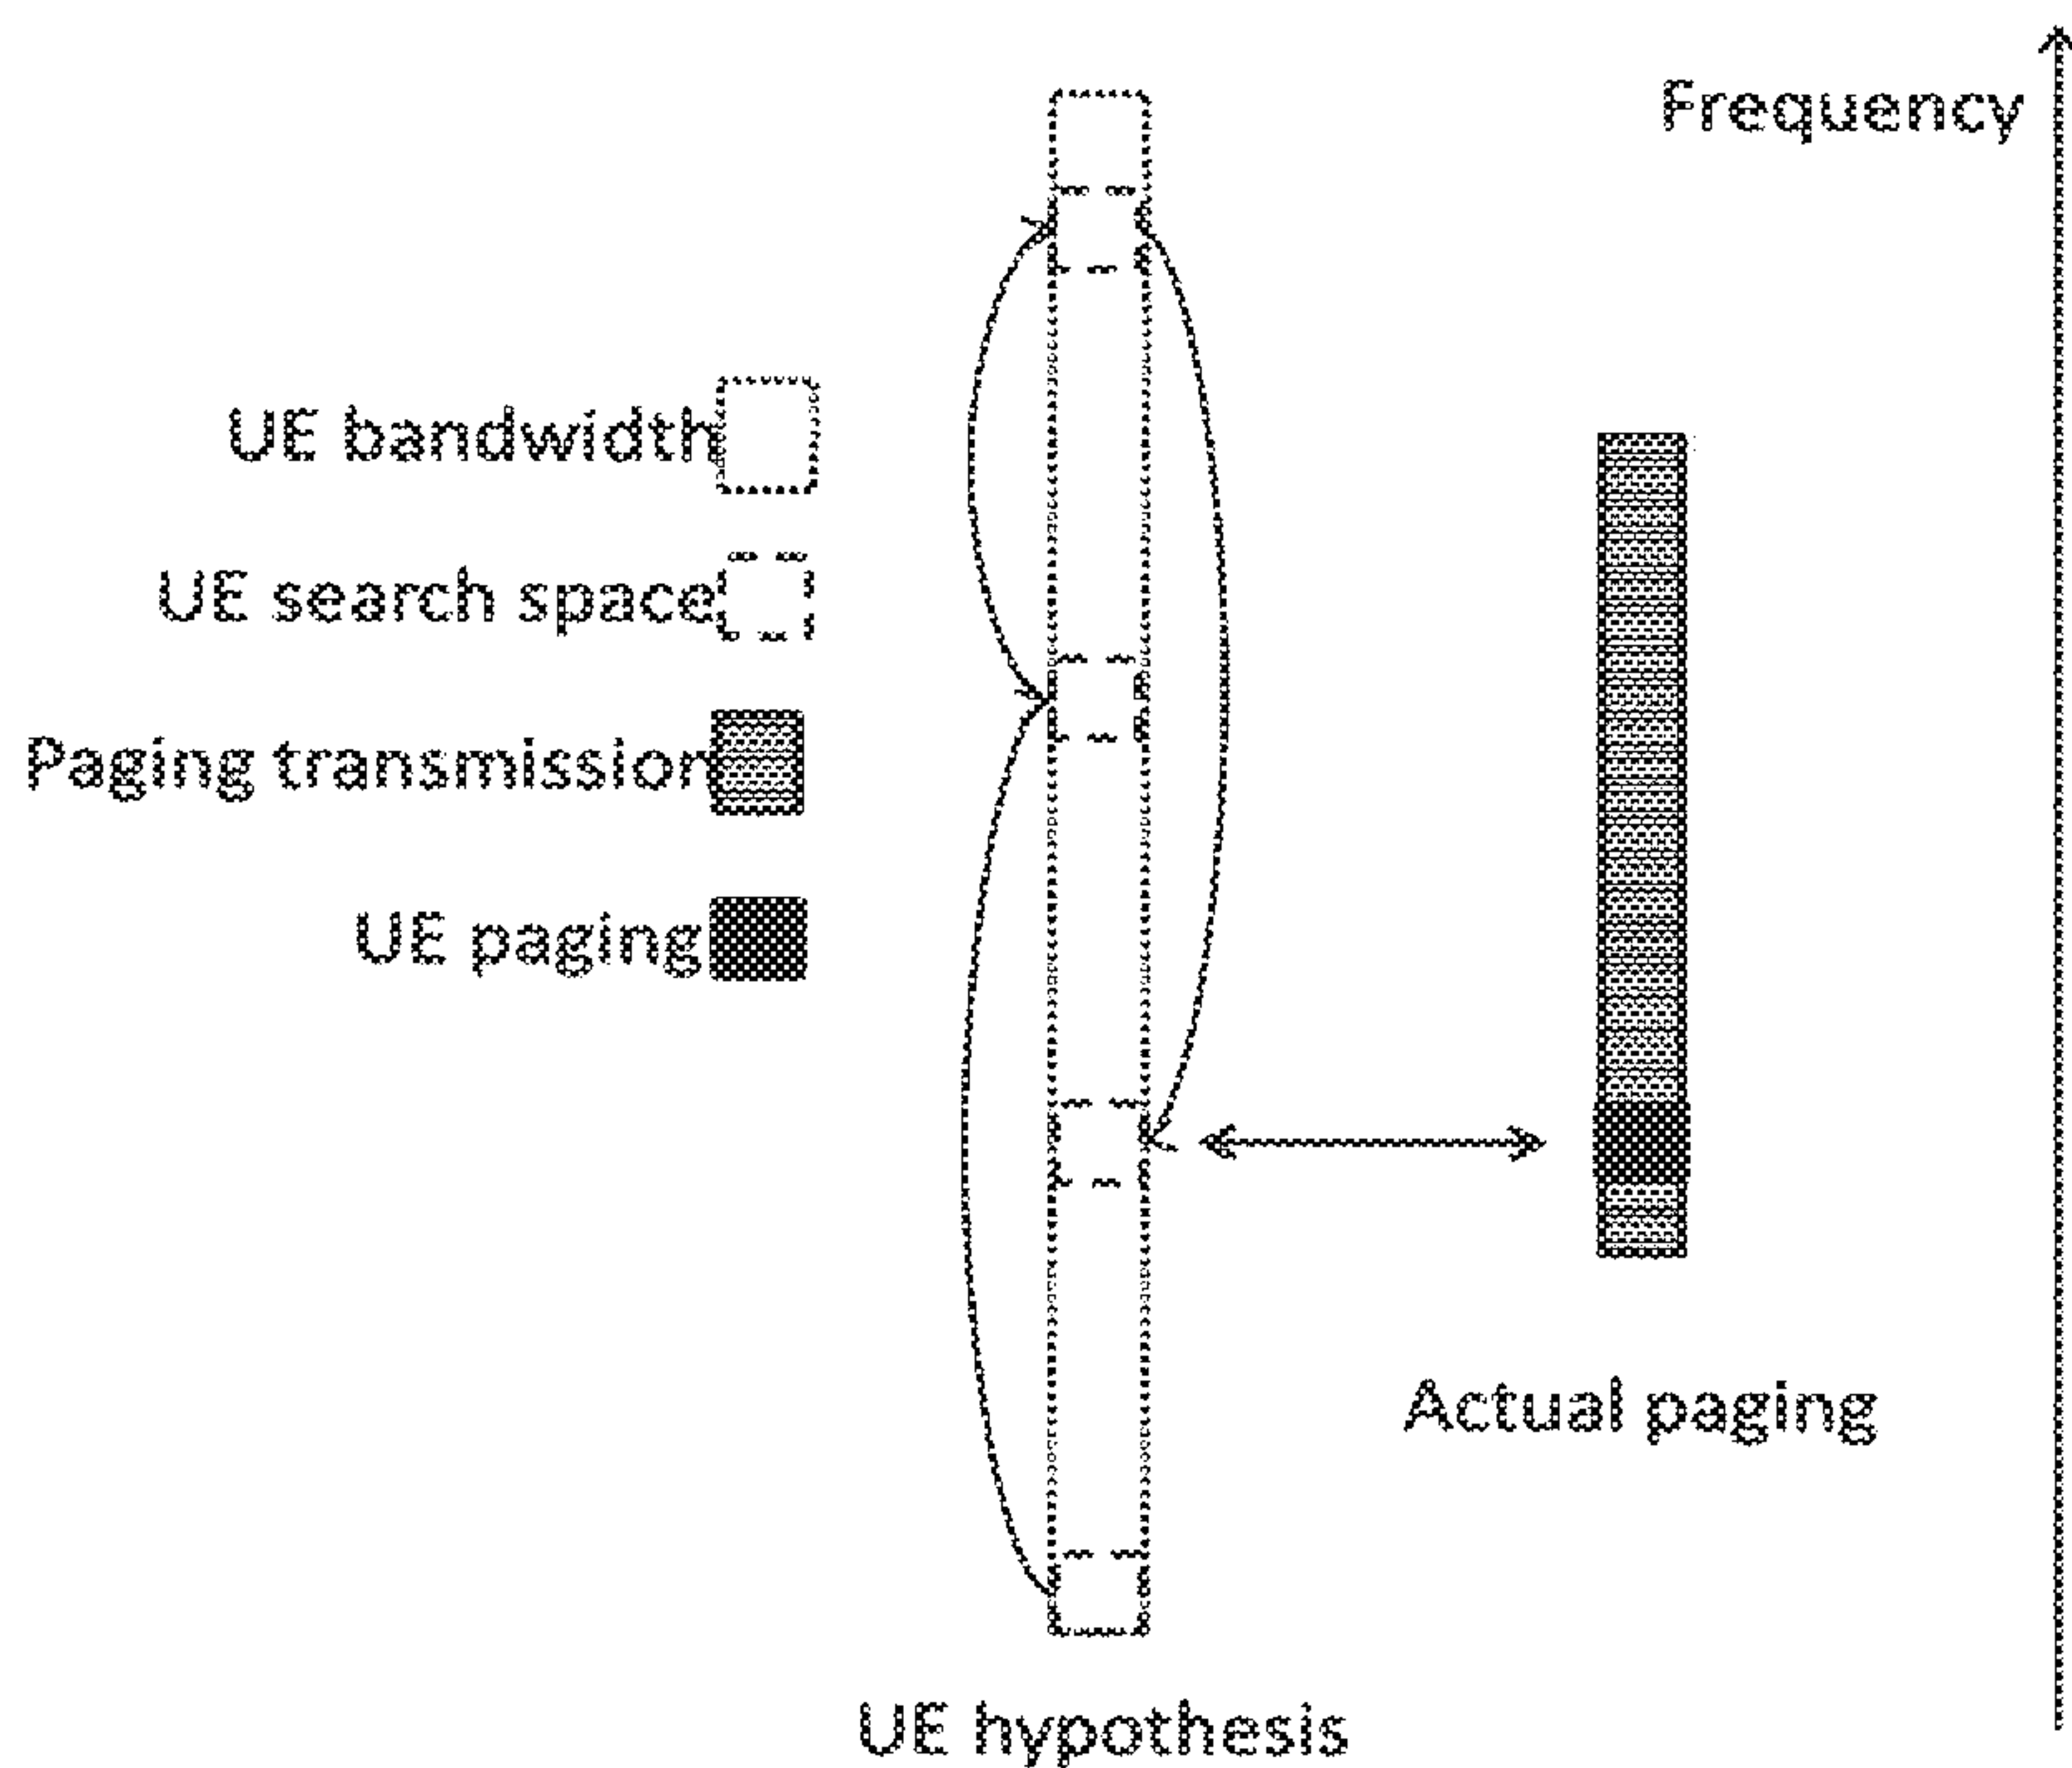 Frequency
UE bandwidth
UE search space
Paging transmission
UE paging
Actual paging
UE hypothesis